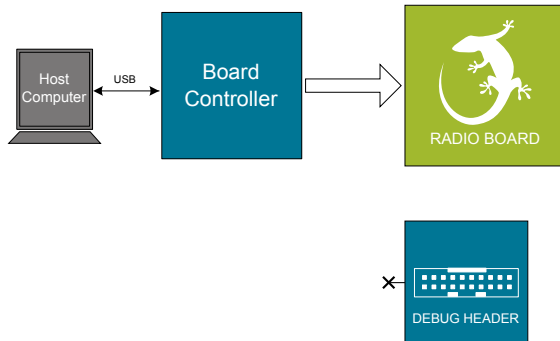 Host
Computer
USB
Board
Controller
RADIO BOARD
DEBUG HEADER